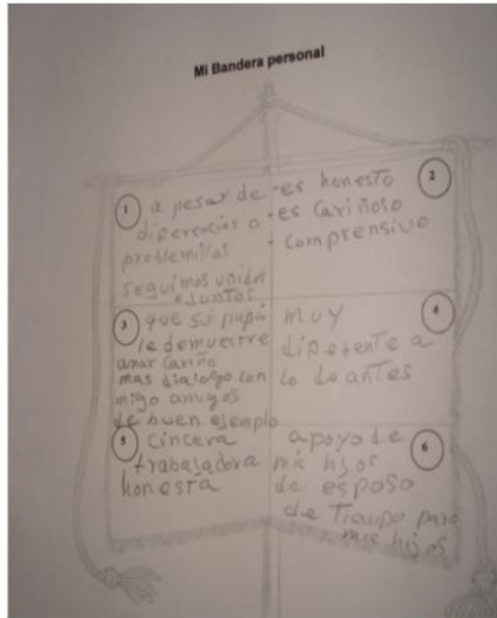 Mi Bandera personal
1 a pesar de
diferencias o
problemillas
seguimos unidos
ejuntos
2
-es honesto
-es Cariñoso
- comprensivo
3 que su papá
le demuestre
amar Cariño
mas dialogo con
migo amigos
de buen ejemplo
4
muy
diferente a
lo de antes
5 Cincera
trabajadora
honesta
6
apoyo de
mis hijos
de esposo
de Tiempo para
mis hijos